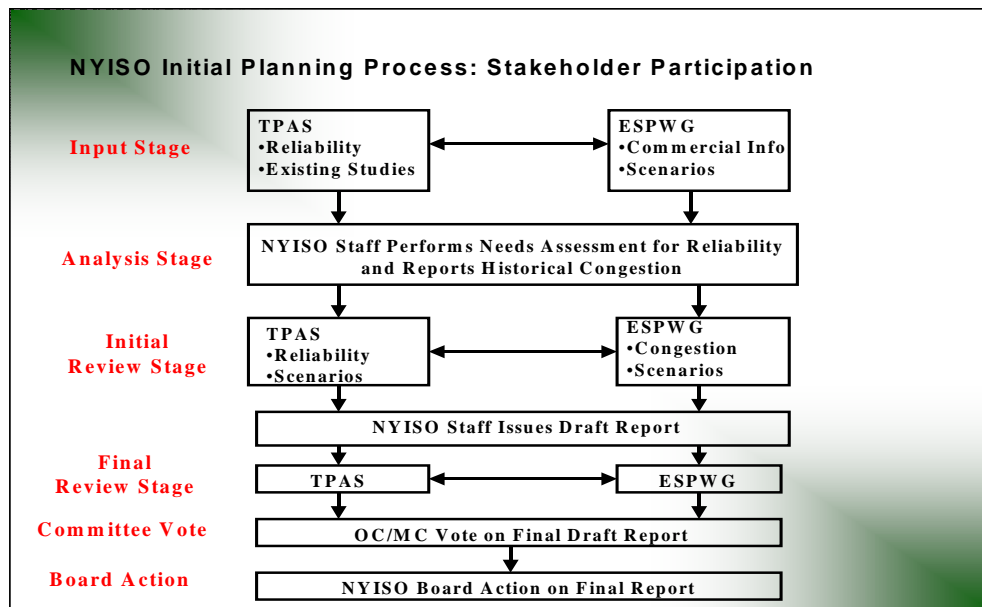 NYISO Initial Planning Process: Stakeholder Participation
Input Stage
TPAS
•Reliability
•Existing Studies
ESPWG
•Commercial Info
•Scenarios
Analysis Stage
NYISO Staff Performs Needs Assessment for Reliability
and Reports Historical Congestion
Initial
Review Stage
TPAS
•Reliability
•Scenarios
ESPWG
•Congestion
•Scenarios
NYISO Staff Issues Draft Report
Final
Review Stage
TPAS
ESPWG
Committee Vote
OC/MC Vote on Final Draft Report
Board Action
NYISO Board Action on Final Report